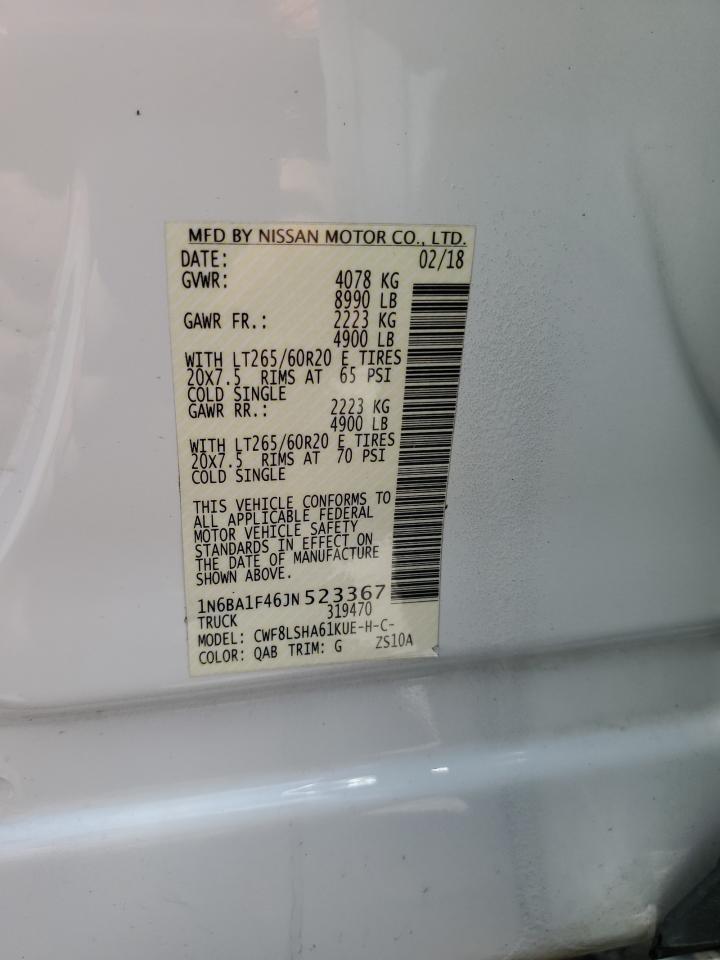 MFD BY NISSAN MOTOR CO., LTD.
DATE: 02/18
GVWR: 4078 KG
8990 LB
GAWR FR.: 2223 KG
4900 LB
WITH LT265/60R20 E TIRES
20X7.5 RIMS AT 65 PSI
COLD SINGLE
GAWR RR.: 2223 KG
4900 LB
WITH LT265/60R20 E TIRES
20X7.5 RIMS AT 70 PSI
COLD SINGLE
THIS VEHICLE CONFORMS TO
ALL APPLICABLE FEDERAL
MOTOR VEHICLE SAFETY
STANDARDS IN EFFECT ON
THE DATE OF MANUFACTURE
SHOWN ABOVE.
1N6BA1F46JN523367
TRUCK 319470
MODEL: CWF8LSHA61KUE-H-C-
COLOR: QAB TRIM: G ZS10A